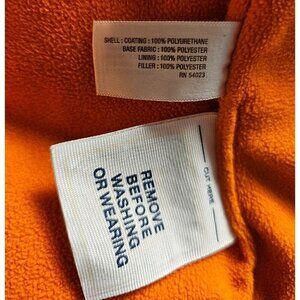 SHELL : COATING : 100% POLYURETHANE
BASE FABRIC : 100% POLYESTER
LINING : 100% POLYESTER
FILLER : 100% POLYESTER
RN 54023
CUT HERE
REMOVE
BEFORE
WASHING
OR WEARING